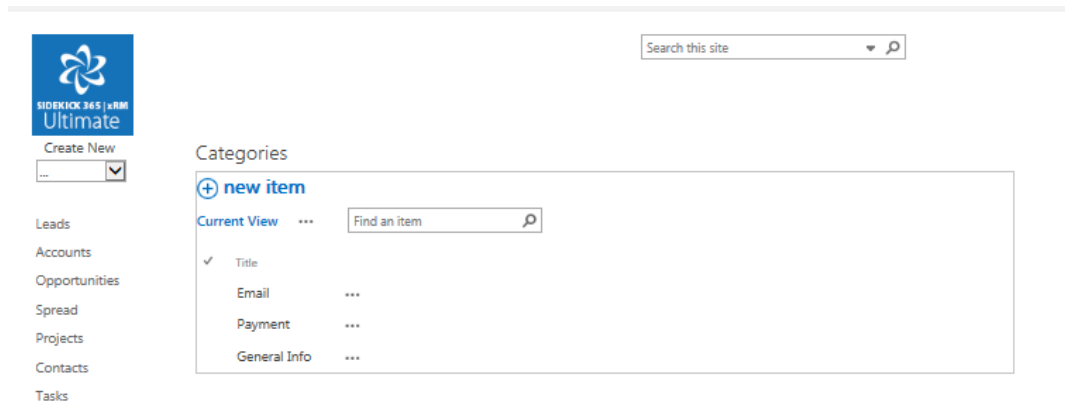 Search this site
SIDEKICK 365 | xRM
Ultimate
Create New
...
Categories
new item
Current View ...
Find an item
Title
Email ...
Payment ...
General Info ...
Leads
Accounts
Opportunities
Spread
Projects
Contacts
Tasks